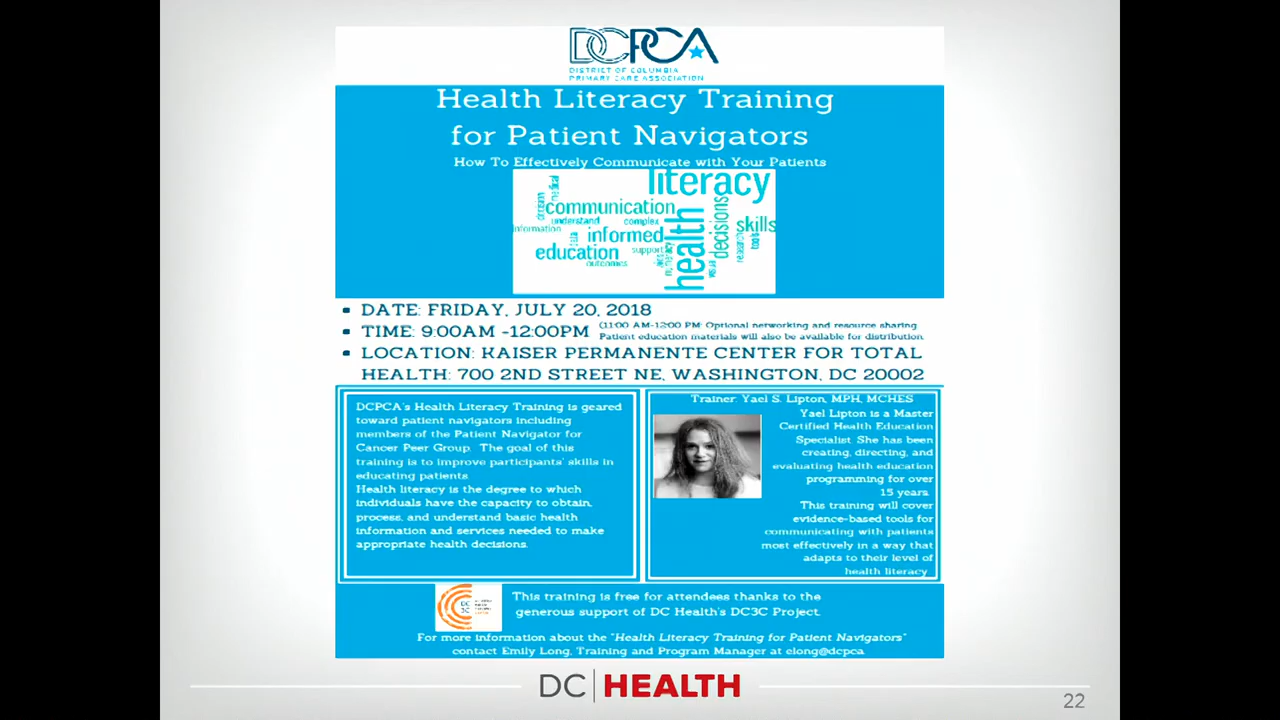 DCPCA
DISTRICT OF COLUMBIA
PRIMARY CARE ASSOCIATION
Health Literacy Training
for Patient Navigators
How To Effectively Communicate with Your Patients
literacy
medical
decision
communication
understand
complex
information
informed
data
support
education
outcomes
numeracy
health
visual
decisions
research
skills
tools
▪ DATE: FRIDAY, JULY 20, 2018
▪ TIME: 9:00AM -12:00PM (11:00 AM-12:00 PM: Optional networking and resource sharing.
Patient education materials will also be available for distribution.
▪ LOCATION: KAISER PERMANENTE CENTER FOR TOTAL
HEALTH: 700 2ND STREET NE, WASHINGTON, DC 20002
DCPCA's Health Literacy Training is geared
toward patient navigators including
members of the Patient Navigator for
Cancer Peer Group. The goal of this
training is to improve participants' skills in
educating patients.
Health literacy is the degree to which
individuals have the capacity to obtain,
process, and understand basic health
information and services needed to make
appropriate health decisions.
Trainer: Yael S. Lipton, MPH, MCHES
Yael Lipton is a Master
Certified Health Education
Specialist. She has been
creating, directing, and
evaluating health education
programming for over
15 years.
This training will cover
evidence-based tools for
communicating with patients
most effectively in a way that
adapts to their level of
health literacy.
DC
3C
This training is free for attendees thanks to the
generous support of DC Health's DC3C Project.
For more information about the "Health Literacy Training for Patient Navigators"
contact Emily Long, Training and Program Manager at elong@dcpca
DC HEALTH
22